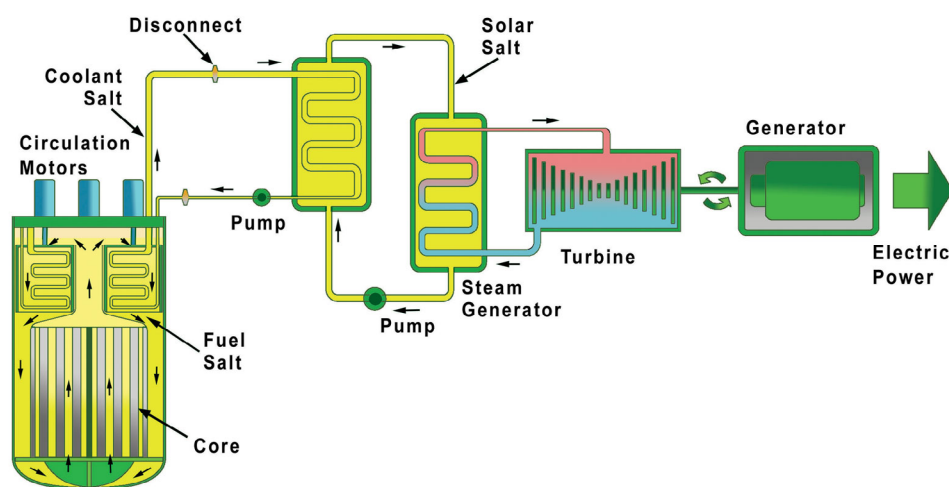 Disconnect
Solar
Salt
Coolant
Salt
Circulation
Motors
Generator
Pump
Turbine
Electric
Power
Steam
Generator
Pump
Fuel
Salt
Core